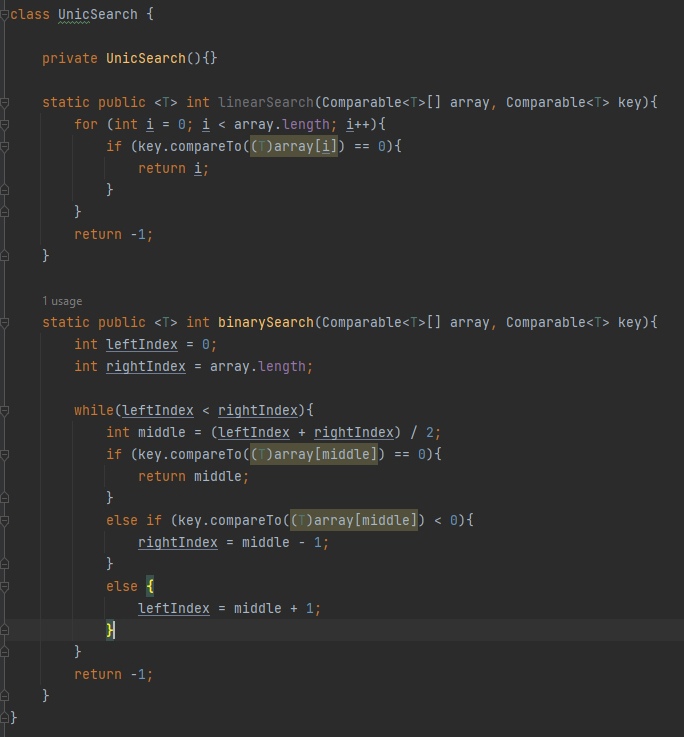 class UnicSearch {
private UnicSearch(){}
static public <T> int linearSearch(Comparable<T>[] array, Comparable<T> key){
for (int i = 0; i < array.length; i++){
if (key.compareTo((T)array[i]) == 0){
return i;
}
}
return -1;
}
1 usage
static public <T> int binarySearch(Comparable<T>[] array, Comparable<T> key){
int leftIndex = 0;
int rightIndex = array.length;
while(leftIndex < rightIndex){
int middle = (leftIndex + rightIndex) / 2;
if (key.compareTo((T)array[middle]) == 0){
return middle;
}
else if (key.compareTo((T)array[middle]) < 0){
rightIndex = middle - 1;
}
else {
leftIndex = middle + 1;
}
}
return -1;
}
}